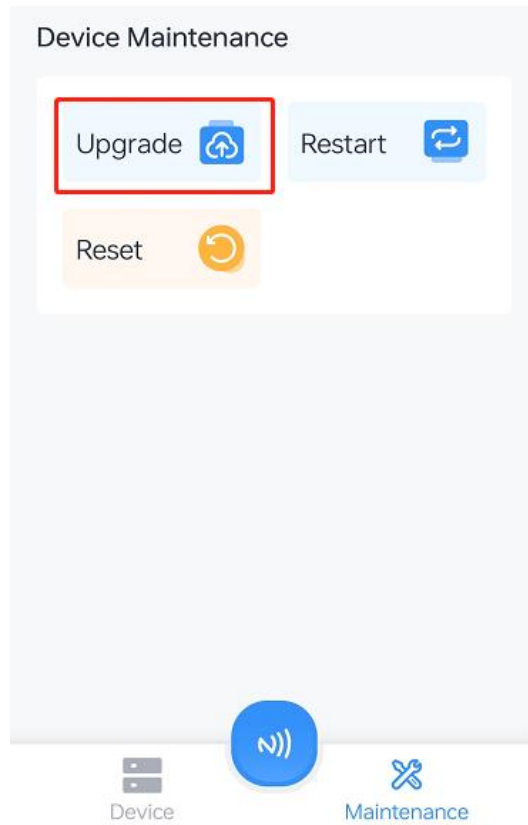 Device Maintenance
Upgrade
Restart
Reset
Device
Maintenance